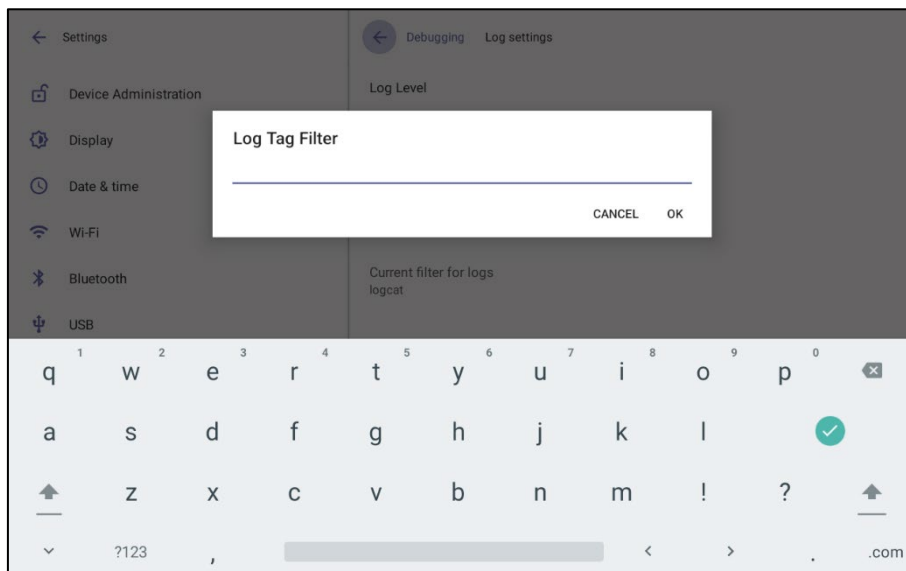 Settings
Debugging Log settings
Device Administration
Log Level
Log Tag Filter
Display
Date & time
CANCEL OK
Wi-Fi
Bluetooth
Current filter for logs
logcat
USB
1 2 3 4 5 6 7 8 9 0
q w e r t y u i o p
a s d f g h j k l
z x c v b n m ! ?
?123 , < > . .com